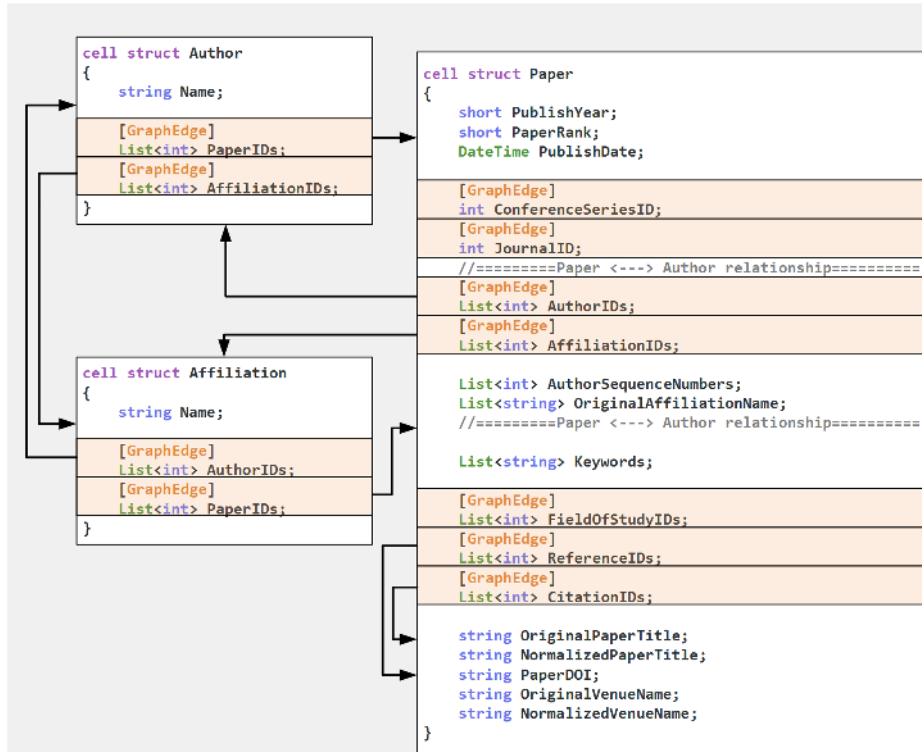 cell struct Author
{
string Name;
[GraphEdge]
List<int> PaperIDs;
[GraphEdge]
List<int> AffiliationIDs;
}
cell struct Affiliation
{
string Name;
[GraphEdge]
List<int> AuthorIDs;
[GraphEdge]
List<int> PaperIDs;
}
cell struct Paper
{
short PublishYear;
short PaperRank;
DateTime PublishDate;
[GraphEdge]
int ConferenceSeriesID;
[GraphEdge]
int JournalID;
//=========Paper <---> Author relationship==========
[GraphEdge]
List<int> AuthorIDs;
[GraphEdge]
List<int> AffiliationIDs;
List<int> AuthorSequenceNumbers;
List<string> OriginalAffiliationName;
//=========Paper <---> Author relationship==========
List<string> Keywords;
[GraphEdge]
List<int> FieldOfStudyIDs;
[GraphEdge]
List<int> ReferenceIDs;
[GraphEdge]
List<int> CitationIDs;
string OriginalPaperTitle;
string NormalizedPaperTitle;
string PaperDOI;
string OriginalVenueName;
string NormalizedVenueName;
}